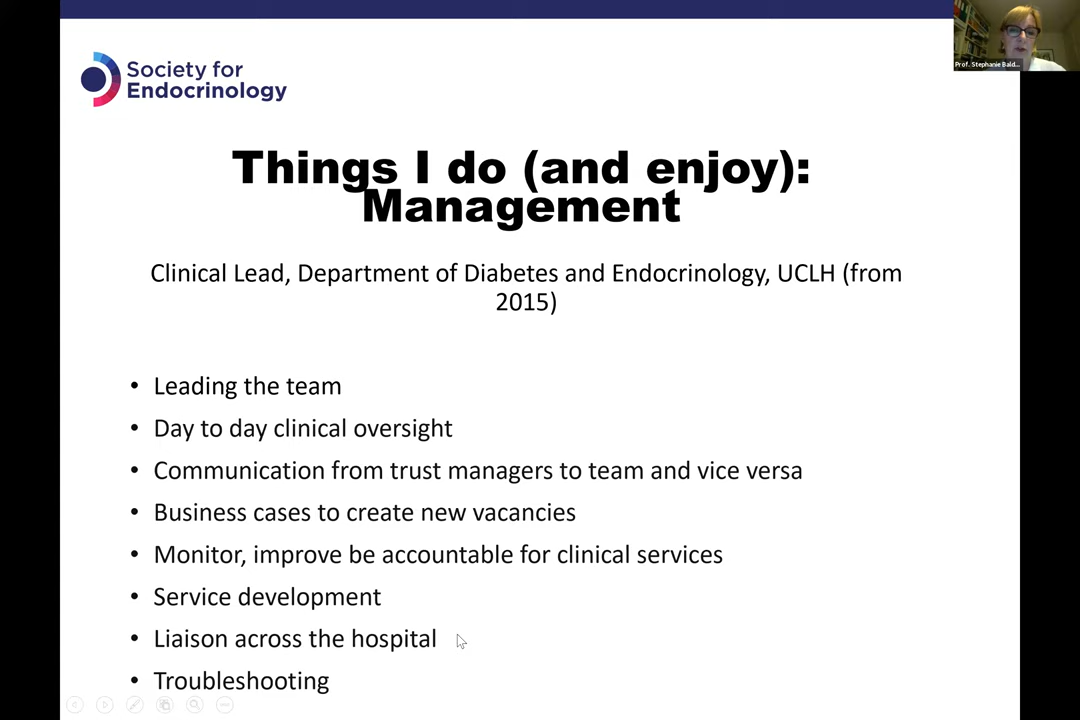 Prof. Stephanie Bald...
Society for
Endocrinology
Things I do (and enjoy):
Management
Clinical Lead, Department of Diabetes and Endocrinology, UCLH (from
2015)
• Leading the team
• Day to day clinical oversight
• Communication from trust managers to team and vice versa
• Business cases to create new vacancies
• Monitor, improve be accountable for clinical services
• Service development
• Liaison across the hospital
• Troubleshooting